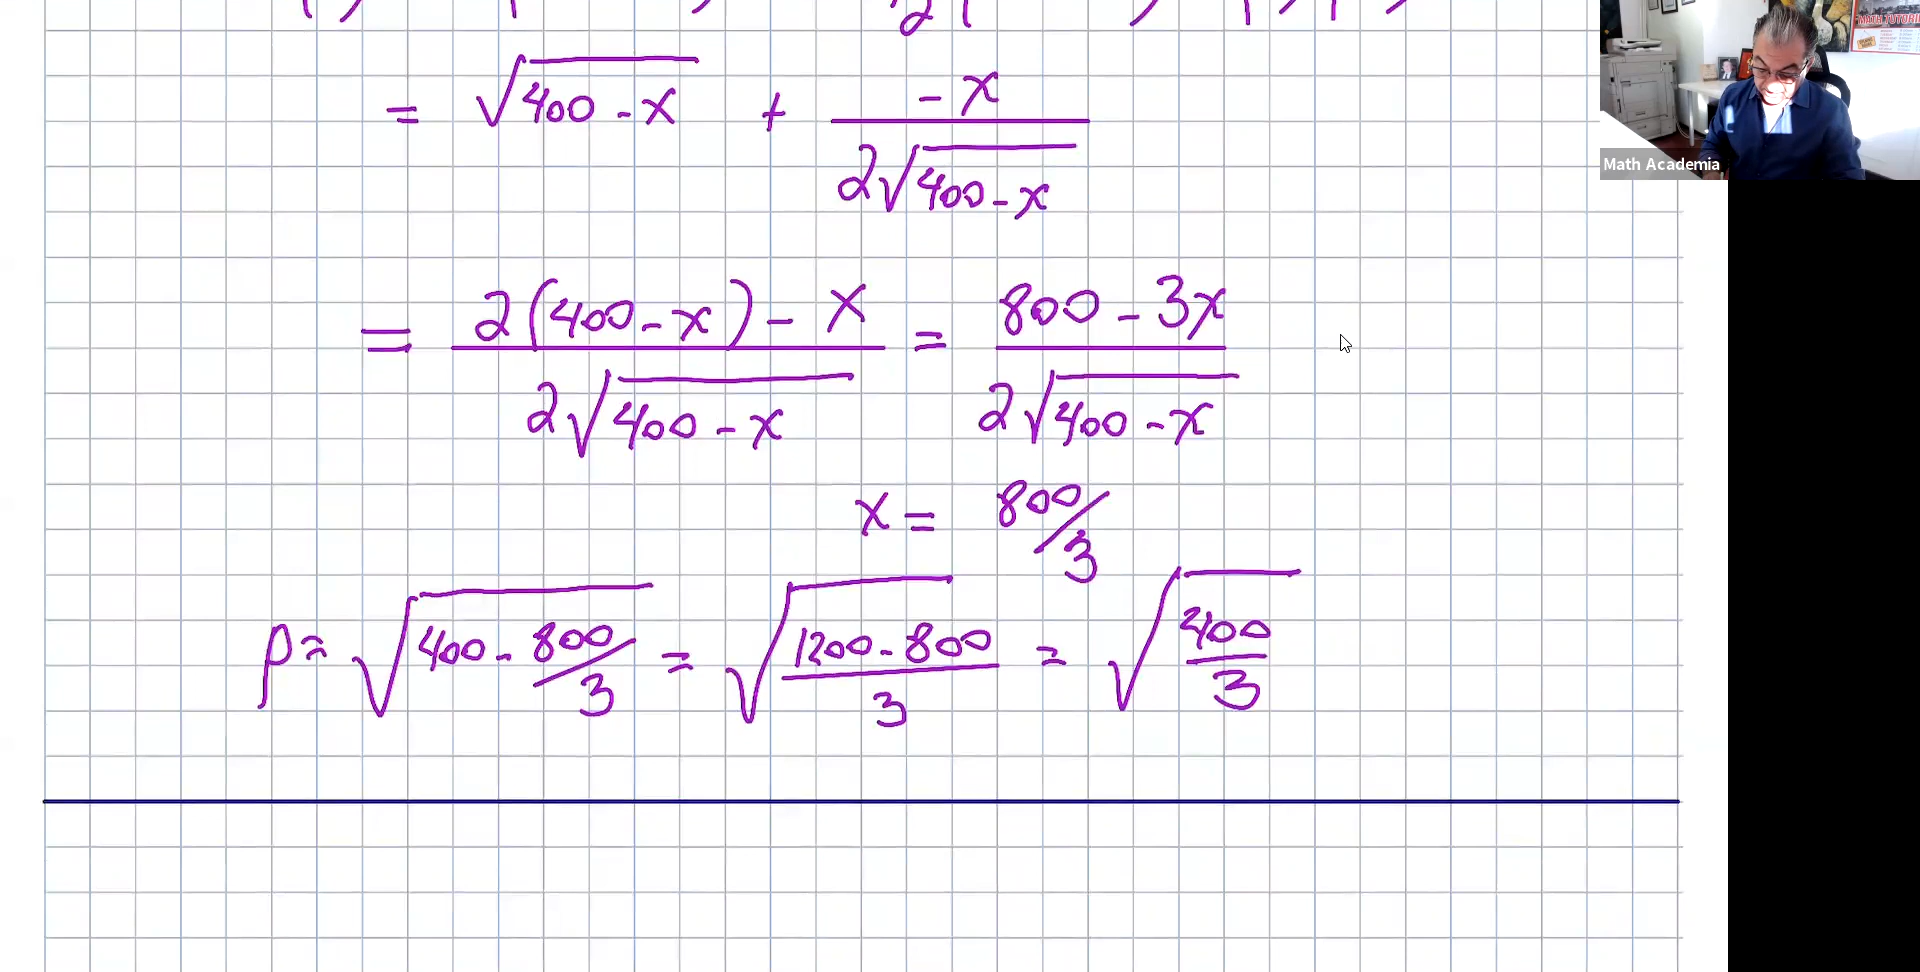 = √(400 - x) + (-x)/(2√(400 - x))
= (2(400 - x) - x)/(2√(400 - x)) = (800 - 3x)/(2√(400 - x))
x = 800/3
p = √(400 - 800/3) = √((1200 - 800)/3) = √(400/3)
Math Academia